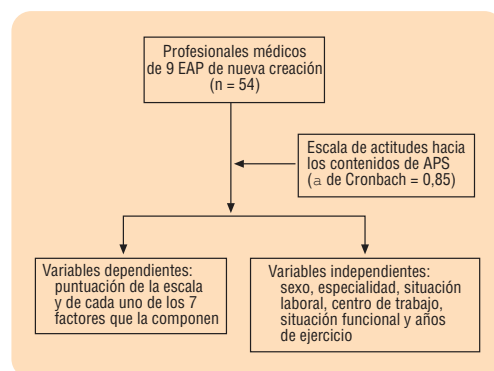 Profesionales médicos
de 9 EAP de nueva creación
(n = 54)
Escala de actitudes hacia
los contenidos de APS
(a de Cronbach = 0,85)
Variables dependientes:
puntuación de la escala
y de cada uno de los 7
factores que la componen
Variables independientes:
sexo, especialidad, situación
laboral, centro de trabajo,
situación funcional y años
de ejercicio